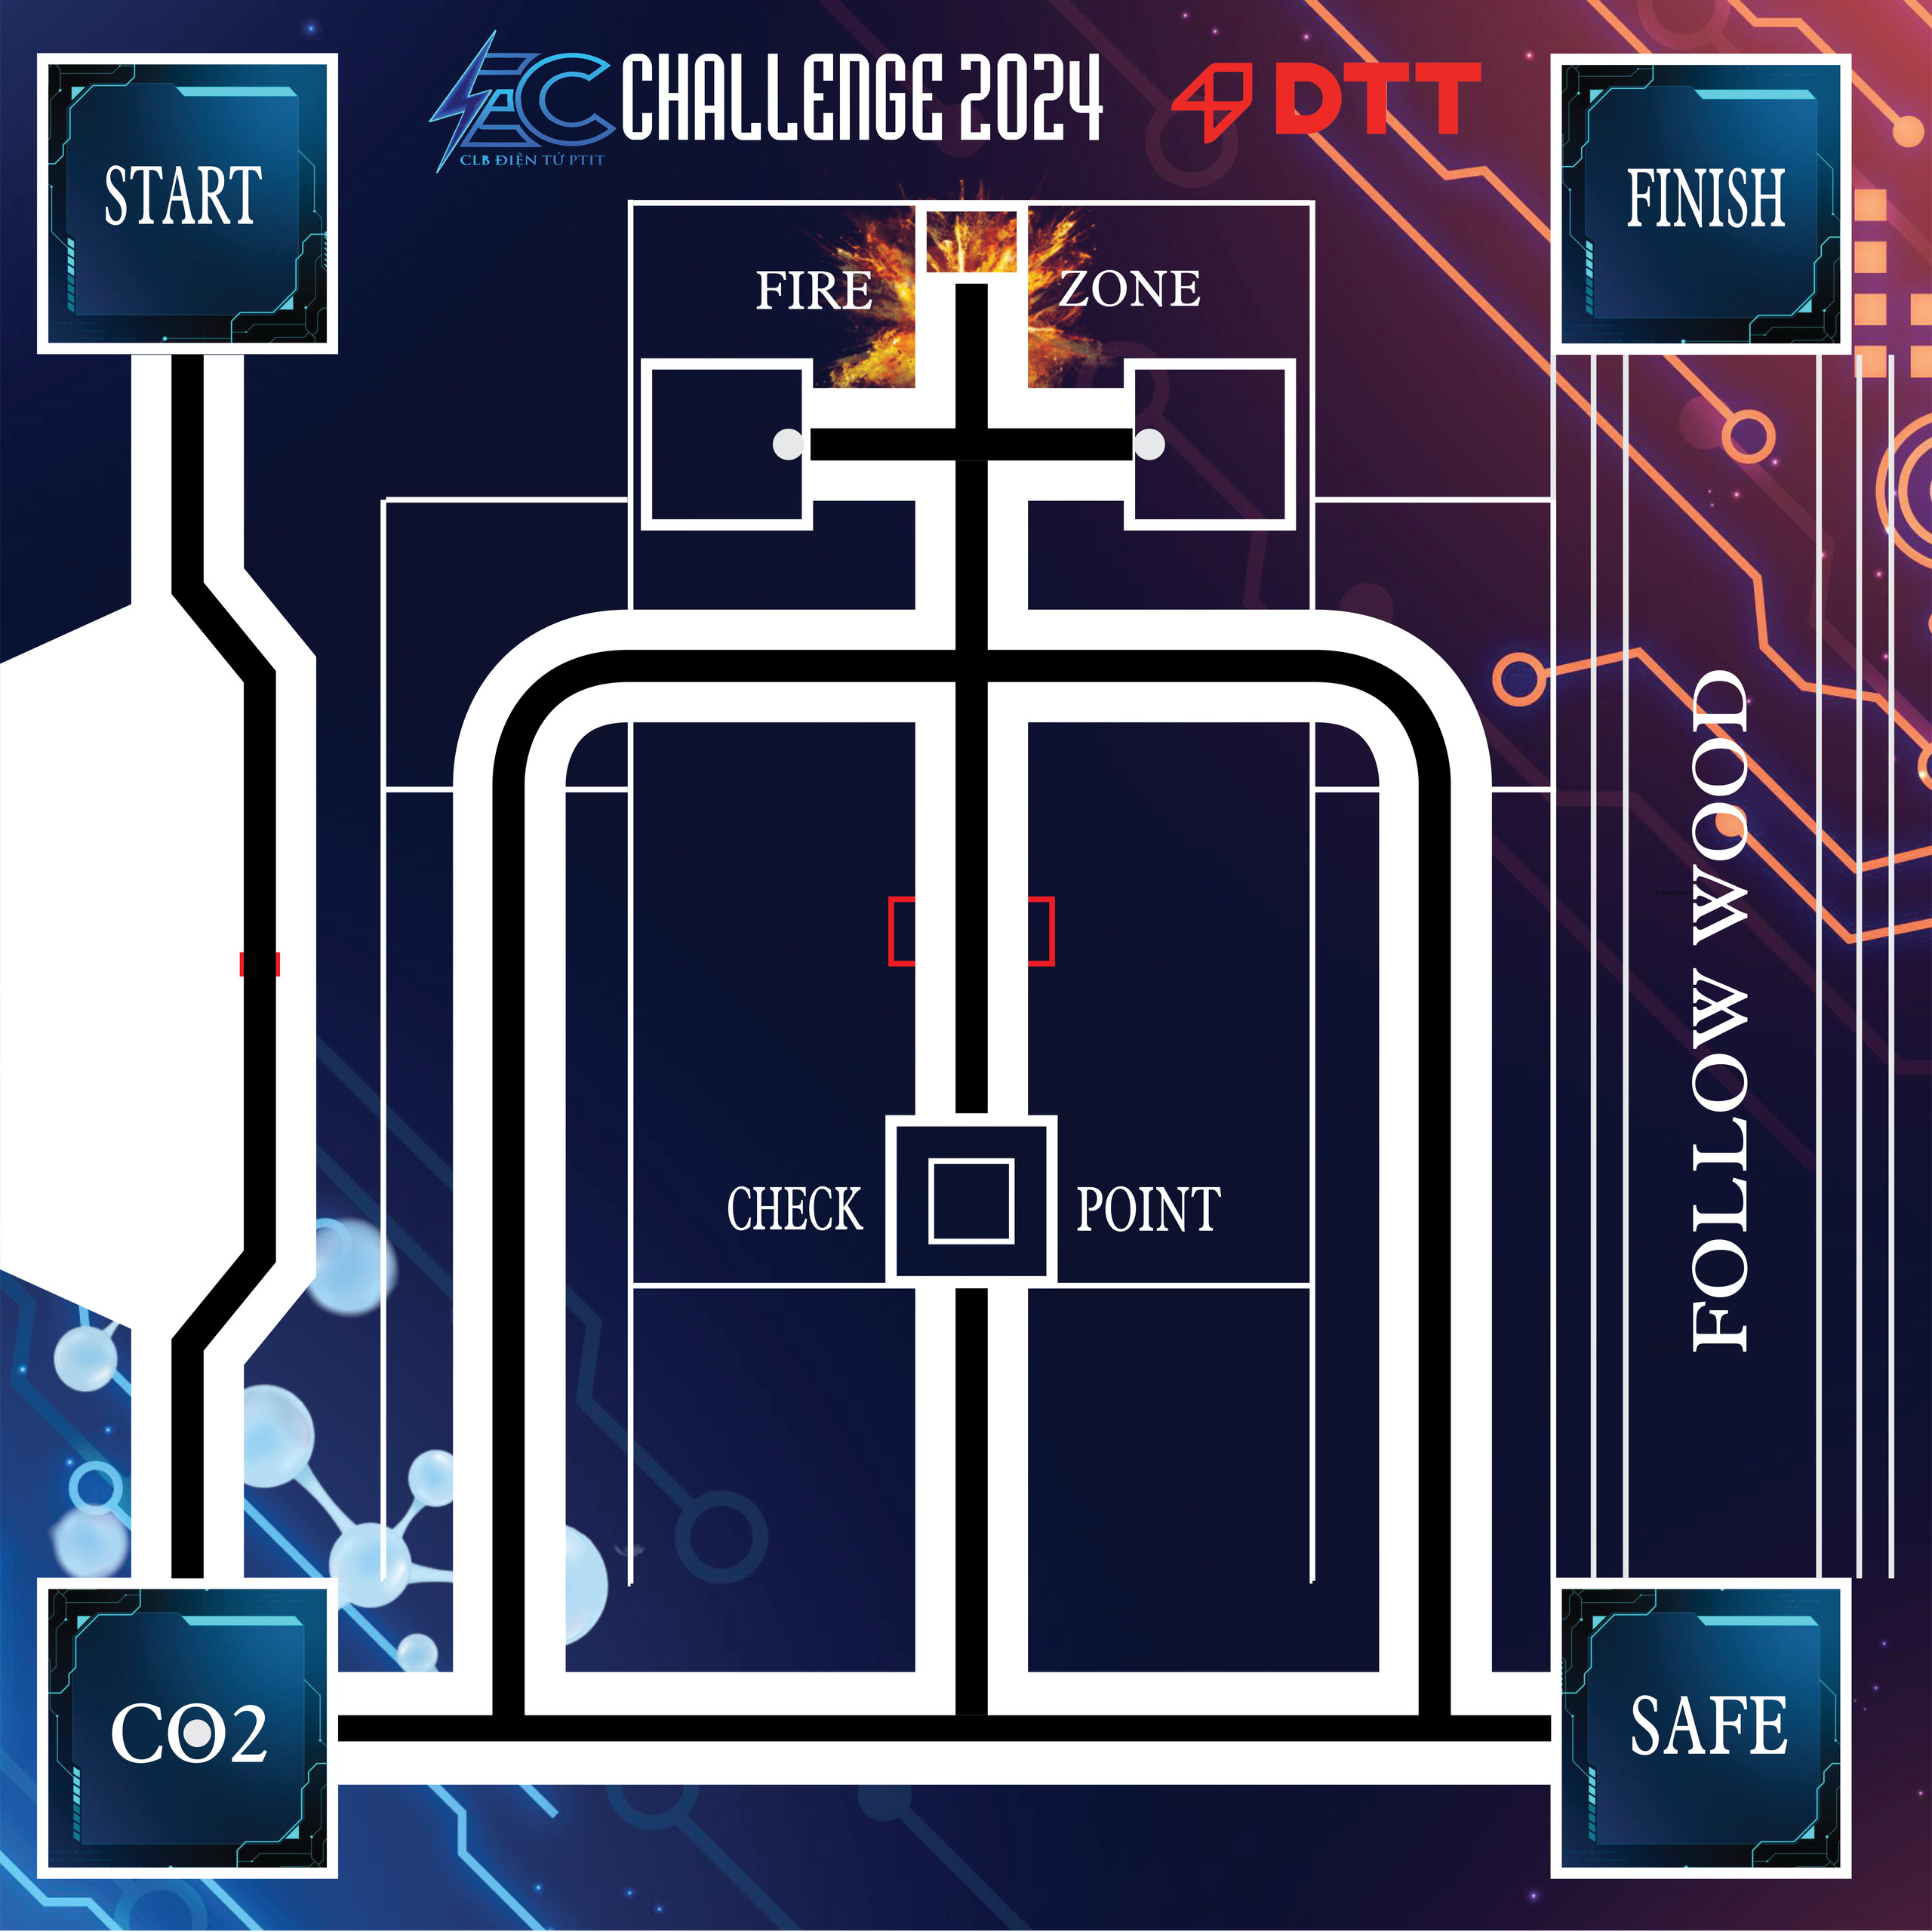 EC CHALLENGE 2024 DTT
CLB ĐIỆN TỬ PTIT
START
FINISH
FIRE ZONE
FOLLOW WOOD
CHECK POINT
CO2
SAFE